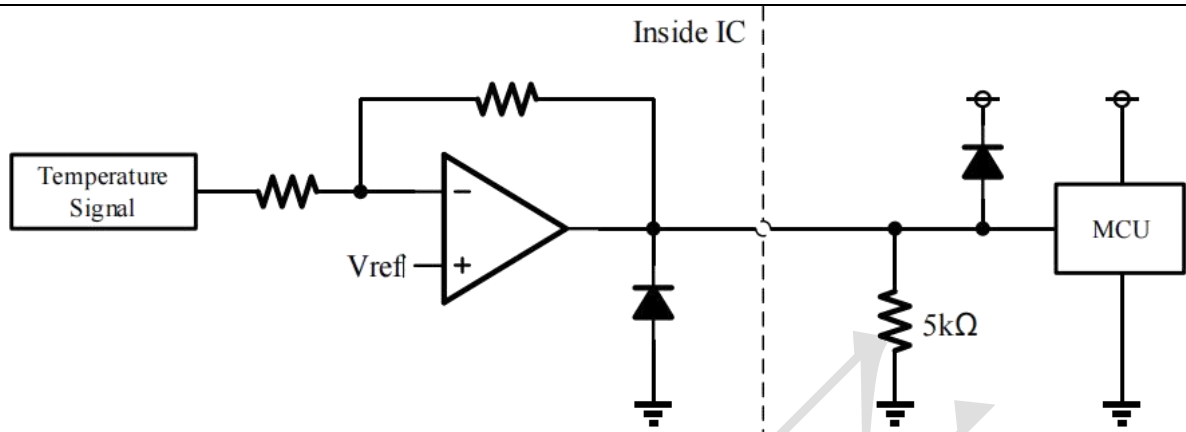 Inside IC
Temperature
Signal
−
Vref
+
5kΩ
MCU